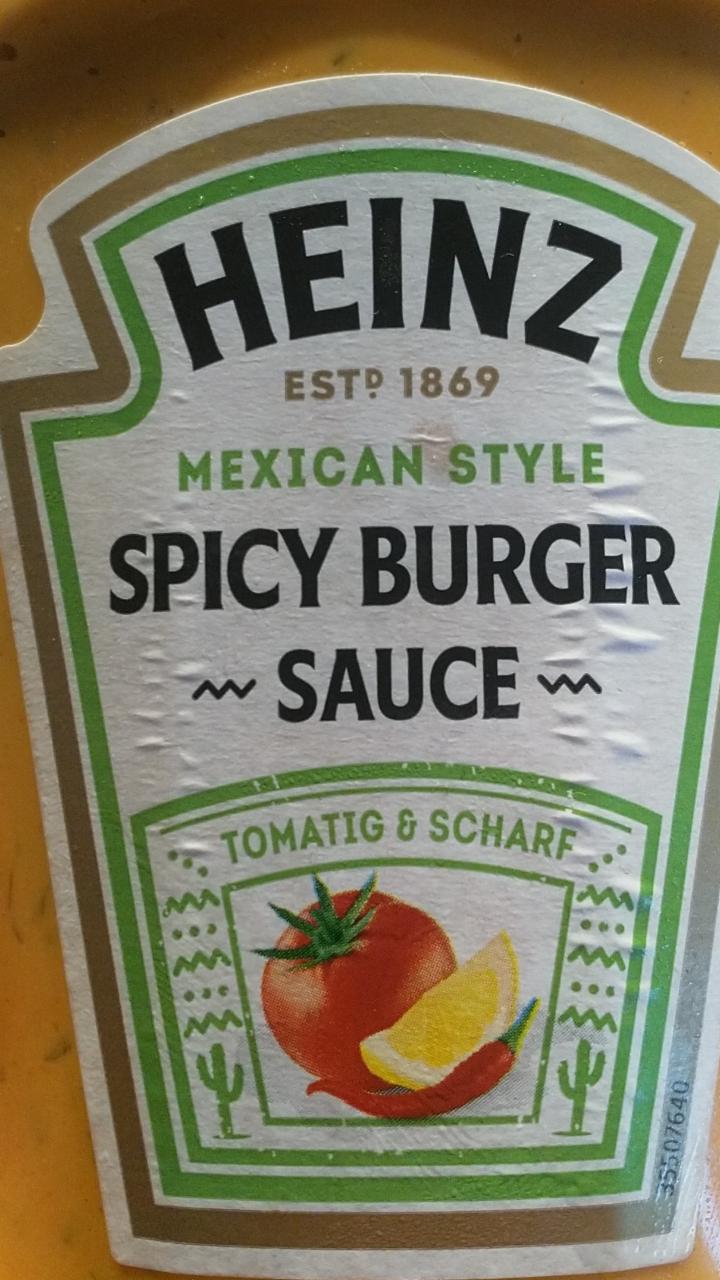 HEINZ
ESTD 1869
MEXICAN STYLE
SPICY BURGER
SAUCE
TOMATIG & SCHARF
35507640